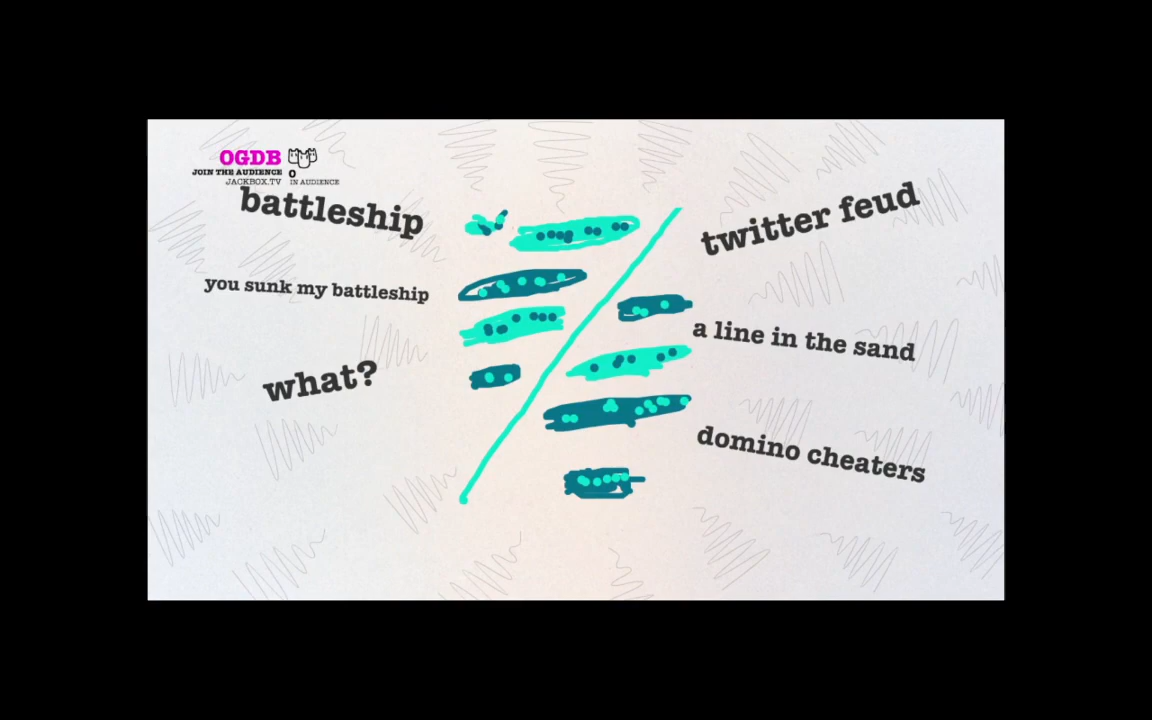 OGDB
JOIN THE AUDIENCE
JACKBOX.TV
0
IN AUDIENCE
battleship
you sunk my battleship
what?
twitter feud
a line in the sand
domino cheaters